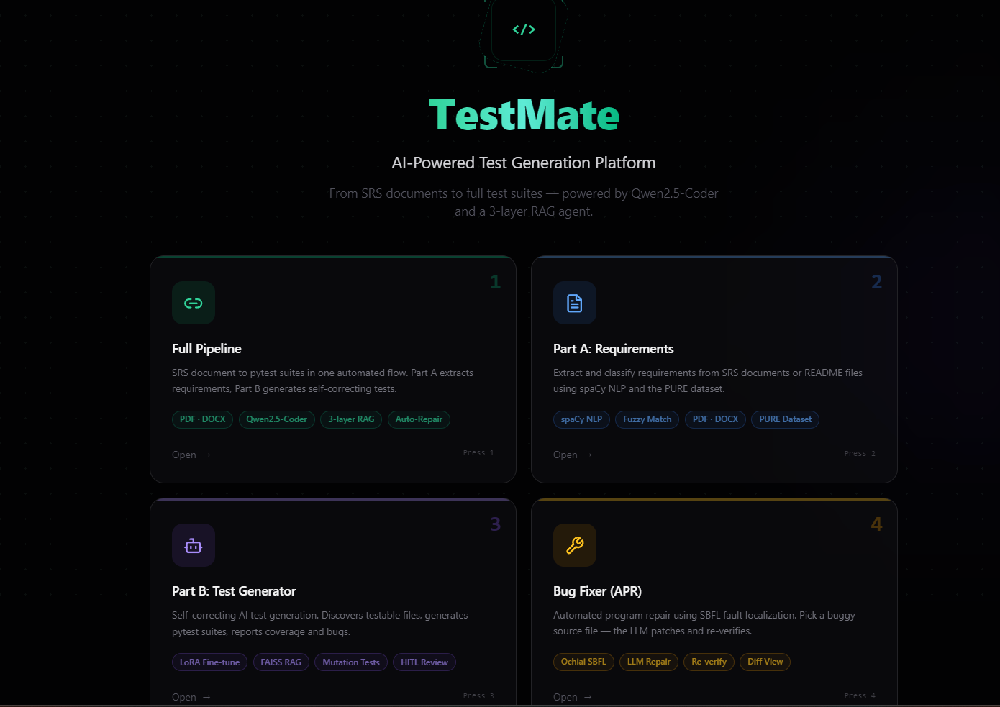 </>
TestMate
AI-Powered Test Generation Platform
From SRS documents to full test suites — powered by Qwen2.5-Coder
and a 3-layer RAG agent.
1
Full Pipeline
SRS document to pytest suites in one automated flow. Part A extracts
requirements, Part B generates self-correcting tests.
PDF · DOCX Qwen2.5-Coder 3-layer RAG Auto-Repair
Open → Press 1
2
Part A: Requirements
Extract and classify requirements from SRS documents or README files
using spaCy NLP and the PURE dataset.
spaCy NLP Fuzzy Match PDF · DOCX PURE Dataset
Open → Press 2
3
Part B: Test Generator
Self-correcting AI test generation. Discovers testable files, generates
pytest suites, reports coverage and bugs.
LoRA Fine-tune FAISS RAG Mutation Tests HITL Review
Open → Press 3
4
Bug Fixer (APR)
Automated program repair using SBFL fault localization. Pick a buggy
source file — the LLM patches and re-verifies.
Ochiai SBFL LLM Repair Re-verify Diff View
Open → Press 4